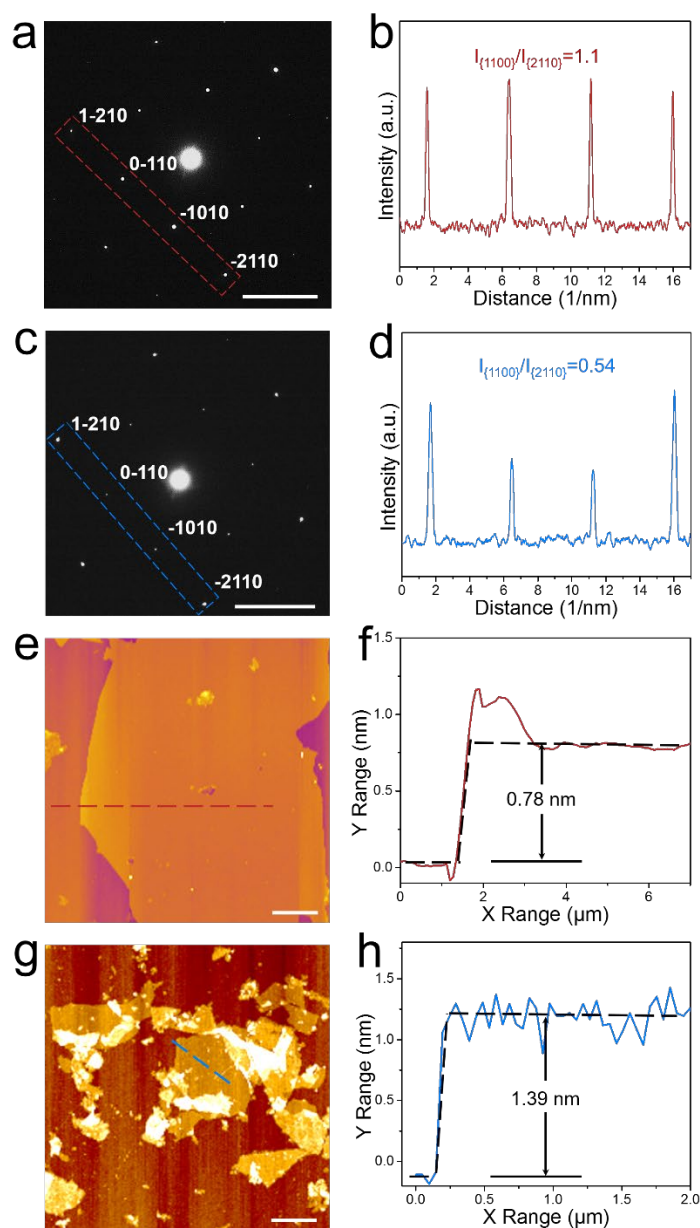 a
1-210
0-110
-1010
-2110
b
I{1100}/I{2110}=1.1
Intensity (a.u.)
0 2 4 6 8 10 12 14 16
Distance (1/nm)
c
1-210
0-110
-1010
-2110
d
I{1100}/I{2110}=0.54
Intensity (a.u.)
0 2 4 6 8 10 12 14 16
Distance (1/nm)
e
f
1.5
1.0
0.5
0.0
Y Range (nm)
0.78 nm
0 2 4 6
X Range (µm)
g
h
1.5
1.0
0.5
0.0
Y Range (nm)
1.39 nm
0.0 0.5 1.0 1.5 2.0
X Range (µm)